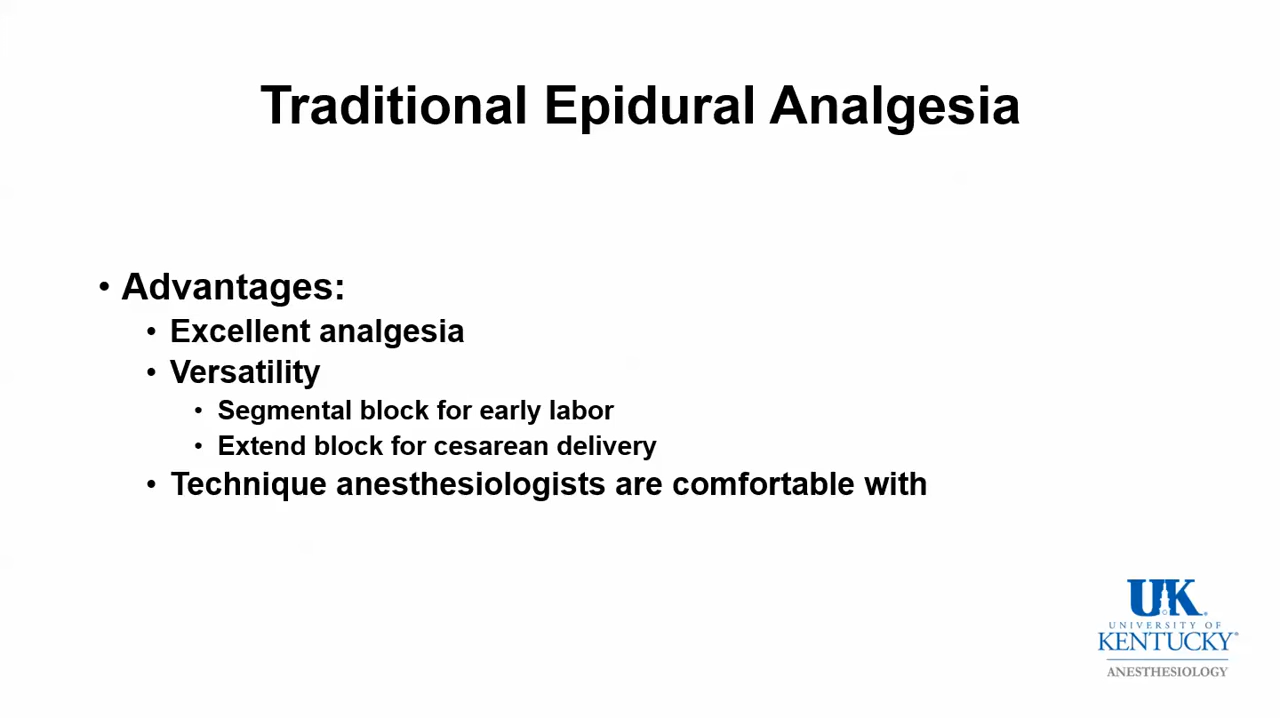 Traditional Epidural Analgesia
• Advantages:
• Excellent analgesia
• Versatility
• Segmental block for early labor
• Extend block for cesarean delivery
• Technique anesthesiologists are comfortable with
UK
UNIVERSITY OF
KENTUCKY®
ANESTHESIOLOGY